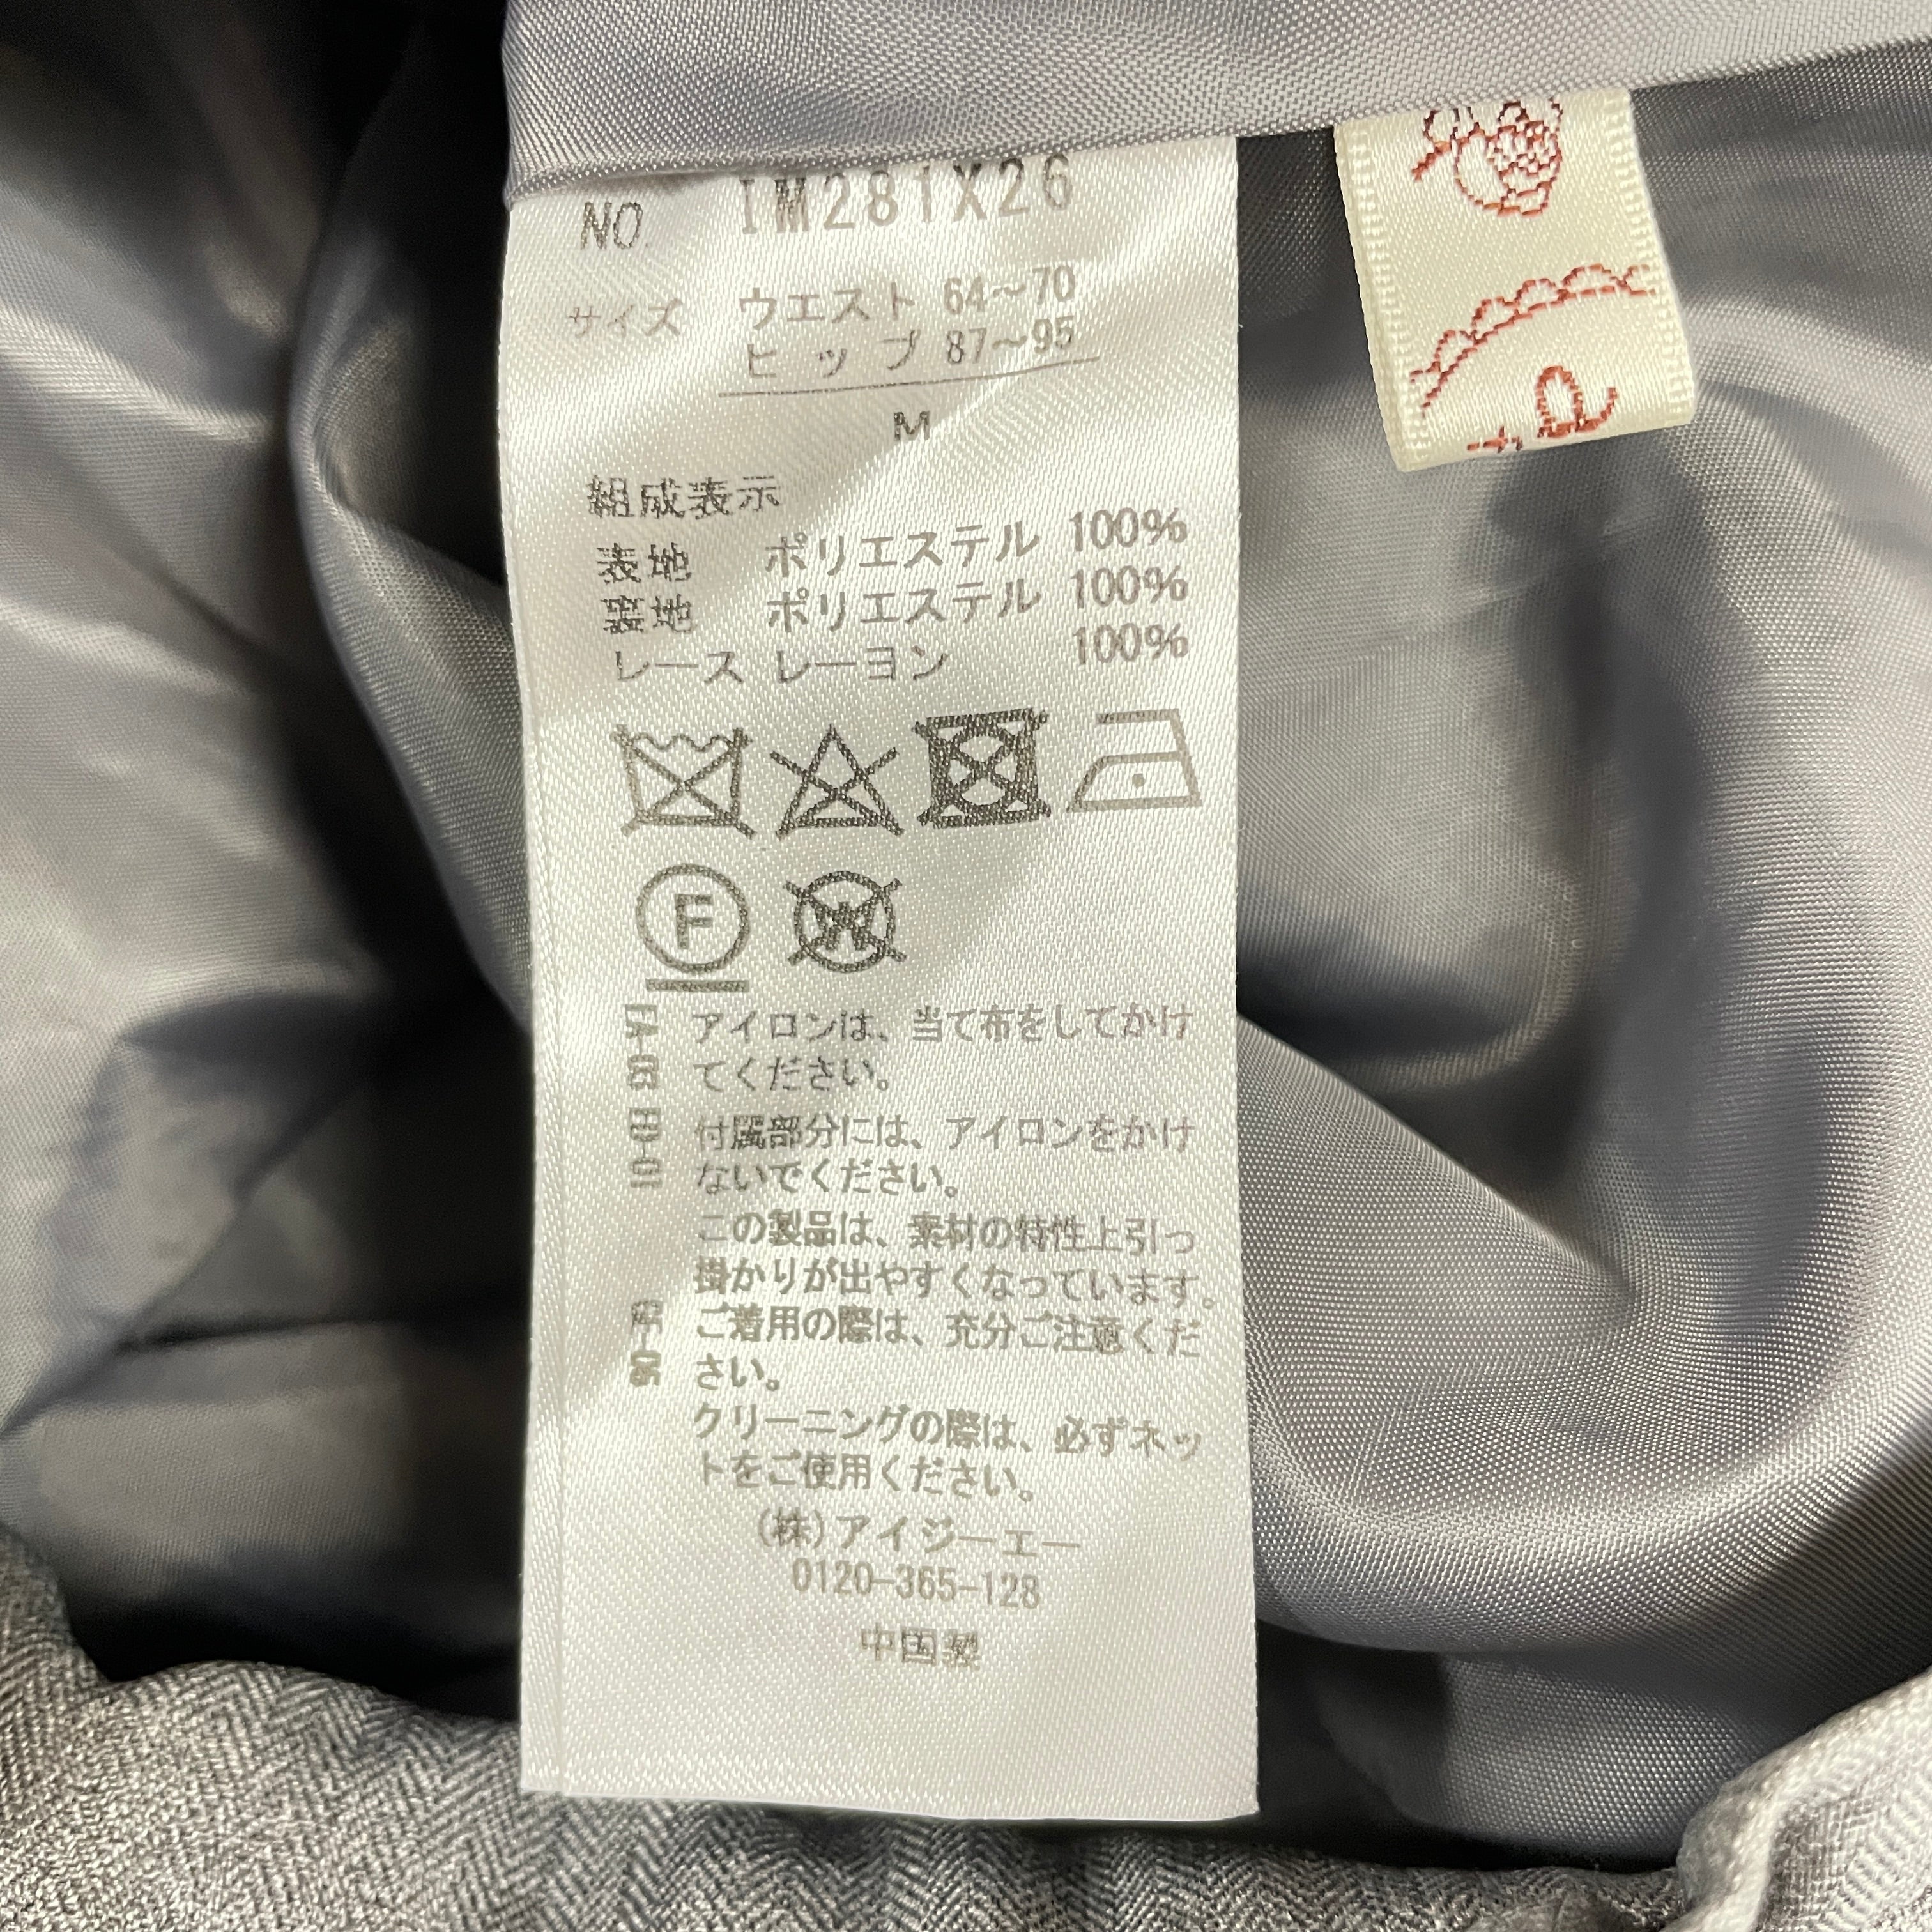 NO. IM281X26
サイズ ウエスト 64～70
ヒップ 87～95
M
組成表示
表地 ポリエステル 100%
裏地 ポリエステル 100%
レース レーヨン 100%
F
W
アイロンは、当て布をしてかけ
てください。
付属部分には、アイロンをかけ
ないでください。
この製品は、素材の特性上引っ
掛かりが出やすくなっています。
ご着用の際は、充分ご注意くだ
さい。
クリーニングの際は、必ずネッ
トをご使用ください。
(株)アイジーエー
0120-365-128
中国製
te